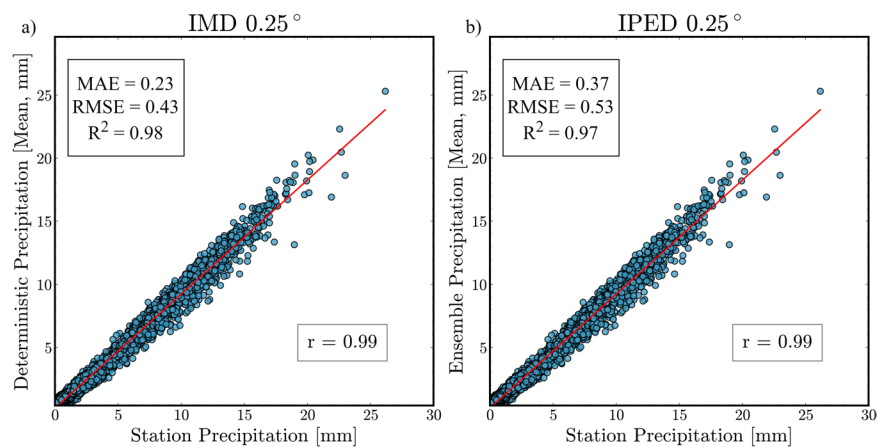 a)
IMD 0.25°
Deterministic Precipitation [Mean, mm]
MAE = 0.23
RMSE = 0.43
R² = 0.98
r = 0.99
25
20
15
10
5
0 5 10 15 20 25 30
Station Precipitation [mm]
b)
IPED 0.25°
Ensemble Precipitation [Mean, mm]
MAE = 0.37
RMSE = 0.53
R² = 0.97
r = 0.99
25
20
15
10
5
0 5 10 15 20 25 30
Station Precipitation [mm]